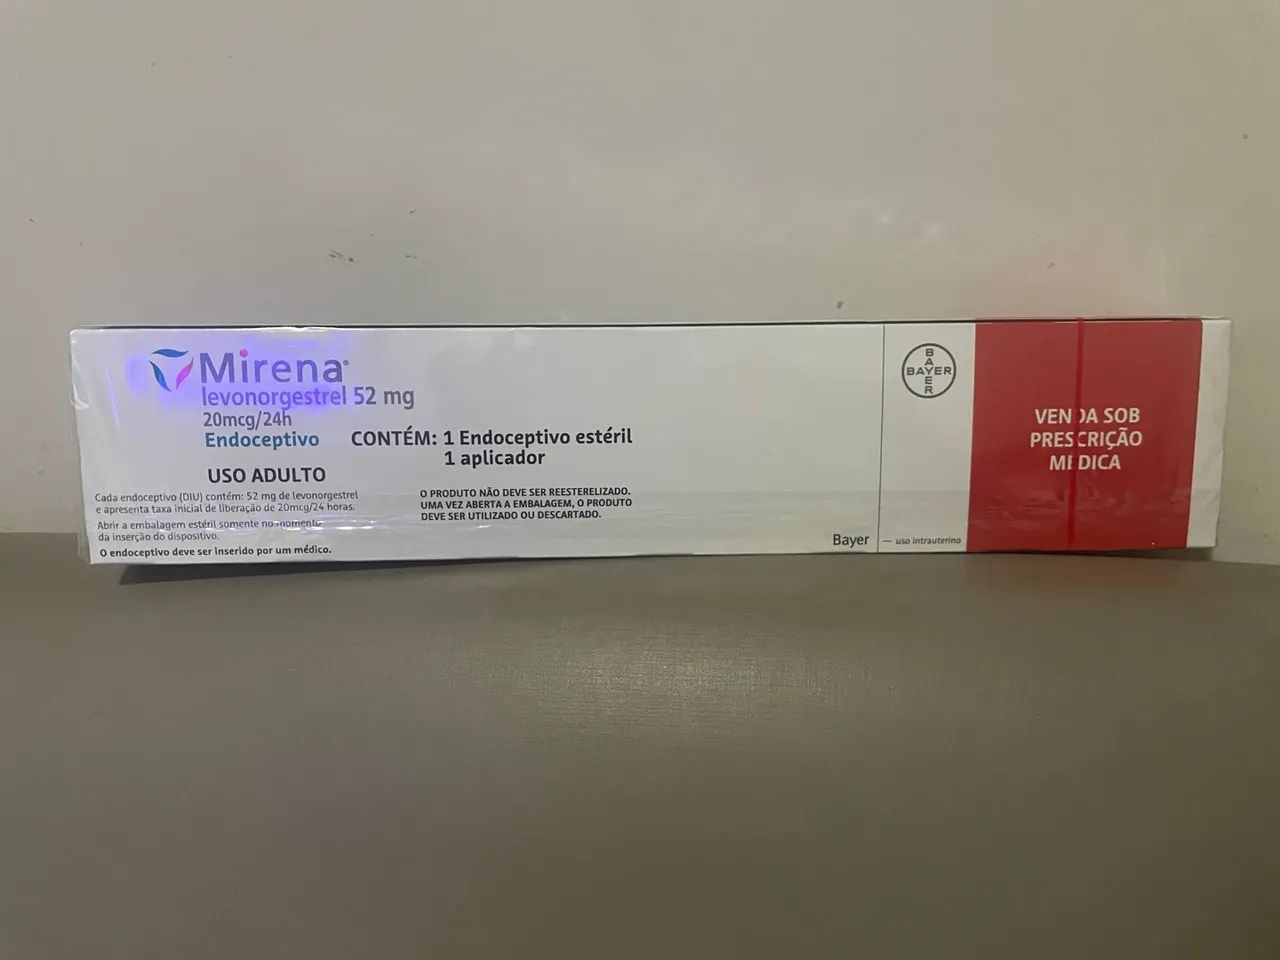 Mirena®
levonorgestrel 52 mg
20mcg/24h
Endoceptivo
USO ADULTO
Cada endoceptivo (DIU) contém: 52 mg de levonorgestrel
e apresenta taxa inicial de liberação de 20mcg/24 horas.
Abrir a embalagem estéril somente no momento
da inserção do dispositivo.
O endoceptivo deve ser inserido por um médico.
CONTÉM: 1 Endoceptivo estéril
1 aplicador
O PRODUTO NÃO DEVE SER REESTERELIZADO.
UMA VEZ ABERTA A EMBALAGEM, O PRODUTO
DEVE SER UTILIZADO OU DESCARTADO.
Bayer
BAYER
BAYER
uso intrauterino
VENDA SOB
PRESCRIÇÃO
MÉDICA